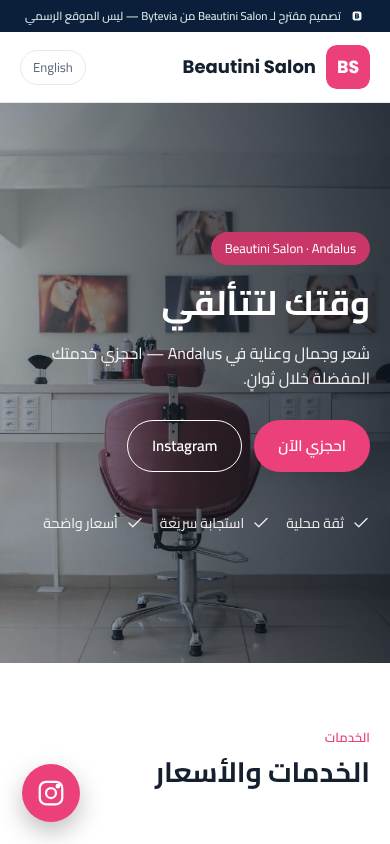 تصميم مقترح لـ Beautini Salon من Bytevia — ليس الموقع الرسمي
BS
Beautini Salon
English
Beautini Salon · Andalus
وقتك لتتألقي
شعر وجمال وعناية في Andalus — احجزي خدمتك
المفضلة خلال ثوانٍ.
احجزي الآن
Instagram
ثقة محلية
استجابة سريعة
أسعار واضحة
الخدمات
الخدمات والأسعار